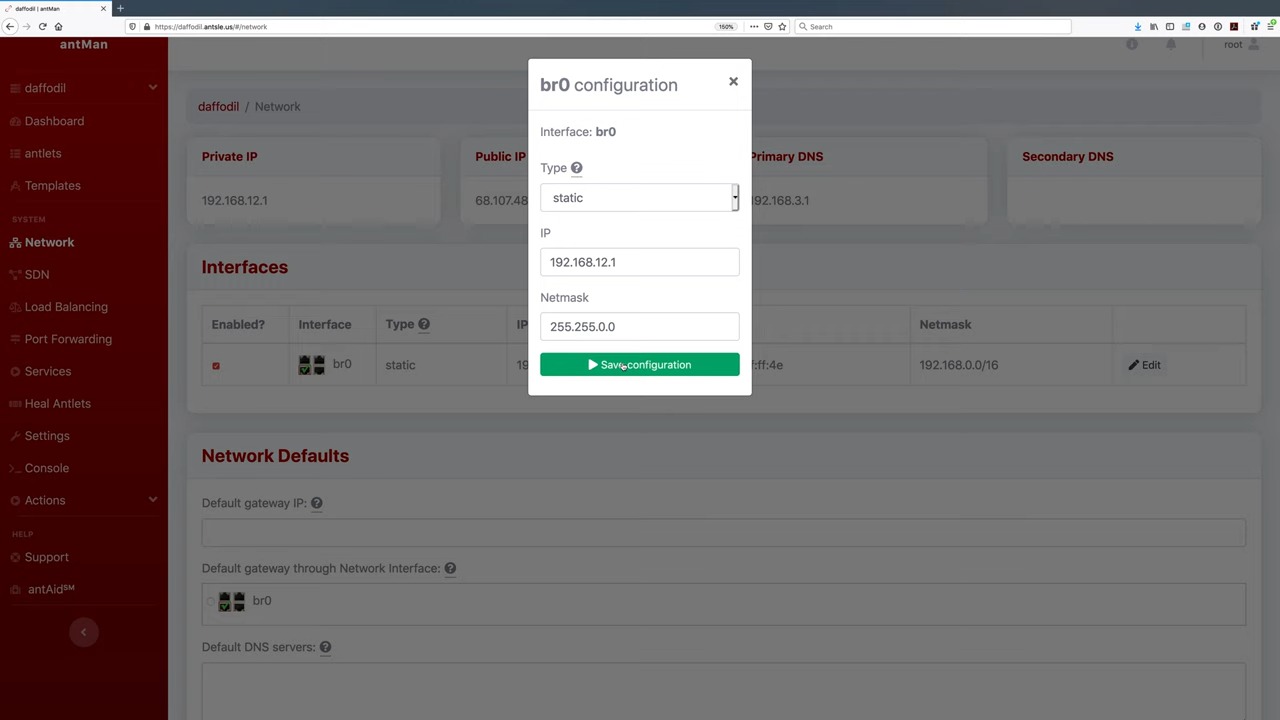 daffodil | antMan
https://daffodil.antsle.us/#/network
150%
Search
antMan
root
daffodil
Dashboard
antlets
Templates
SYSTEM
Network
SDN
Load Balancing
Port Forwarding
Services
Heal Antlets
Settings
Console
Actions
HELP
Support
antAid℠
daffodil / Network
Private IP
192.168.12.1
Public IP
68.107.48
Primary DNS
192.168.3.1
Secondary DNS
Interfaces
Enabled?
Interface
Type
IP
Netmask
br0
static
19
:ff:4e
192.168.0.0/16
Edit
Network Defaults
Default gateway IP:
Default gateway through Network Interface:
br0
Default DNS servers:
br0 configuration
Interface: br0
Type
static
IP
192.168.12.1
Netmask
255.255.0.0
Save configuration